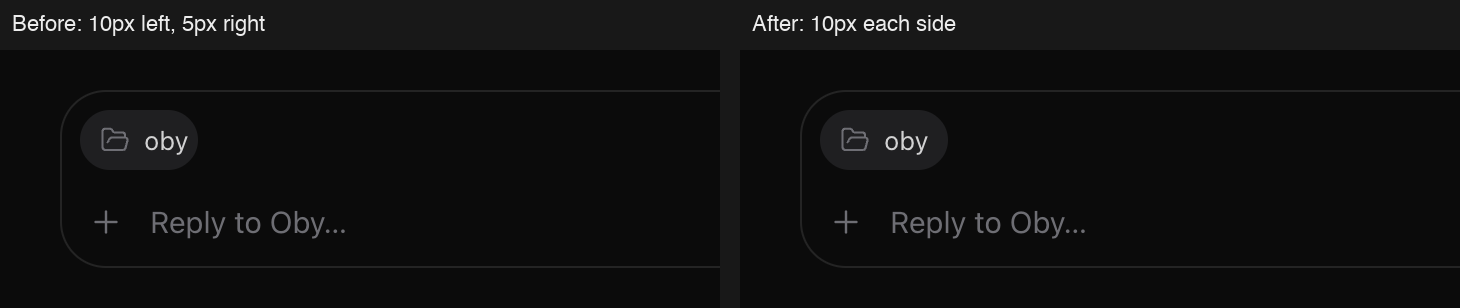 Before: 10px left, 5px right
oby
Reply to Oby...
After: 10px each side
oby
Reply to Oby...